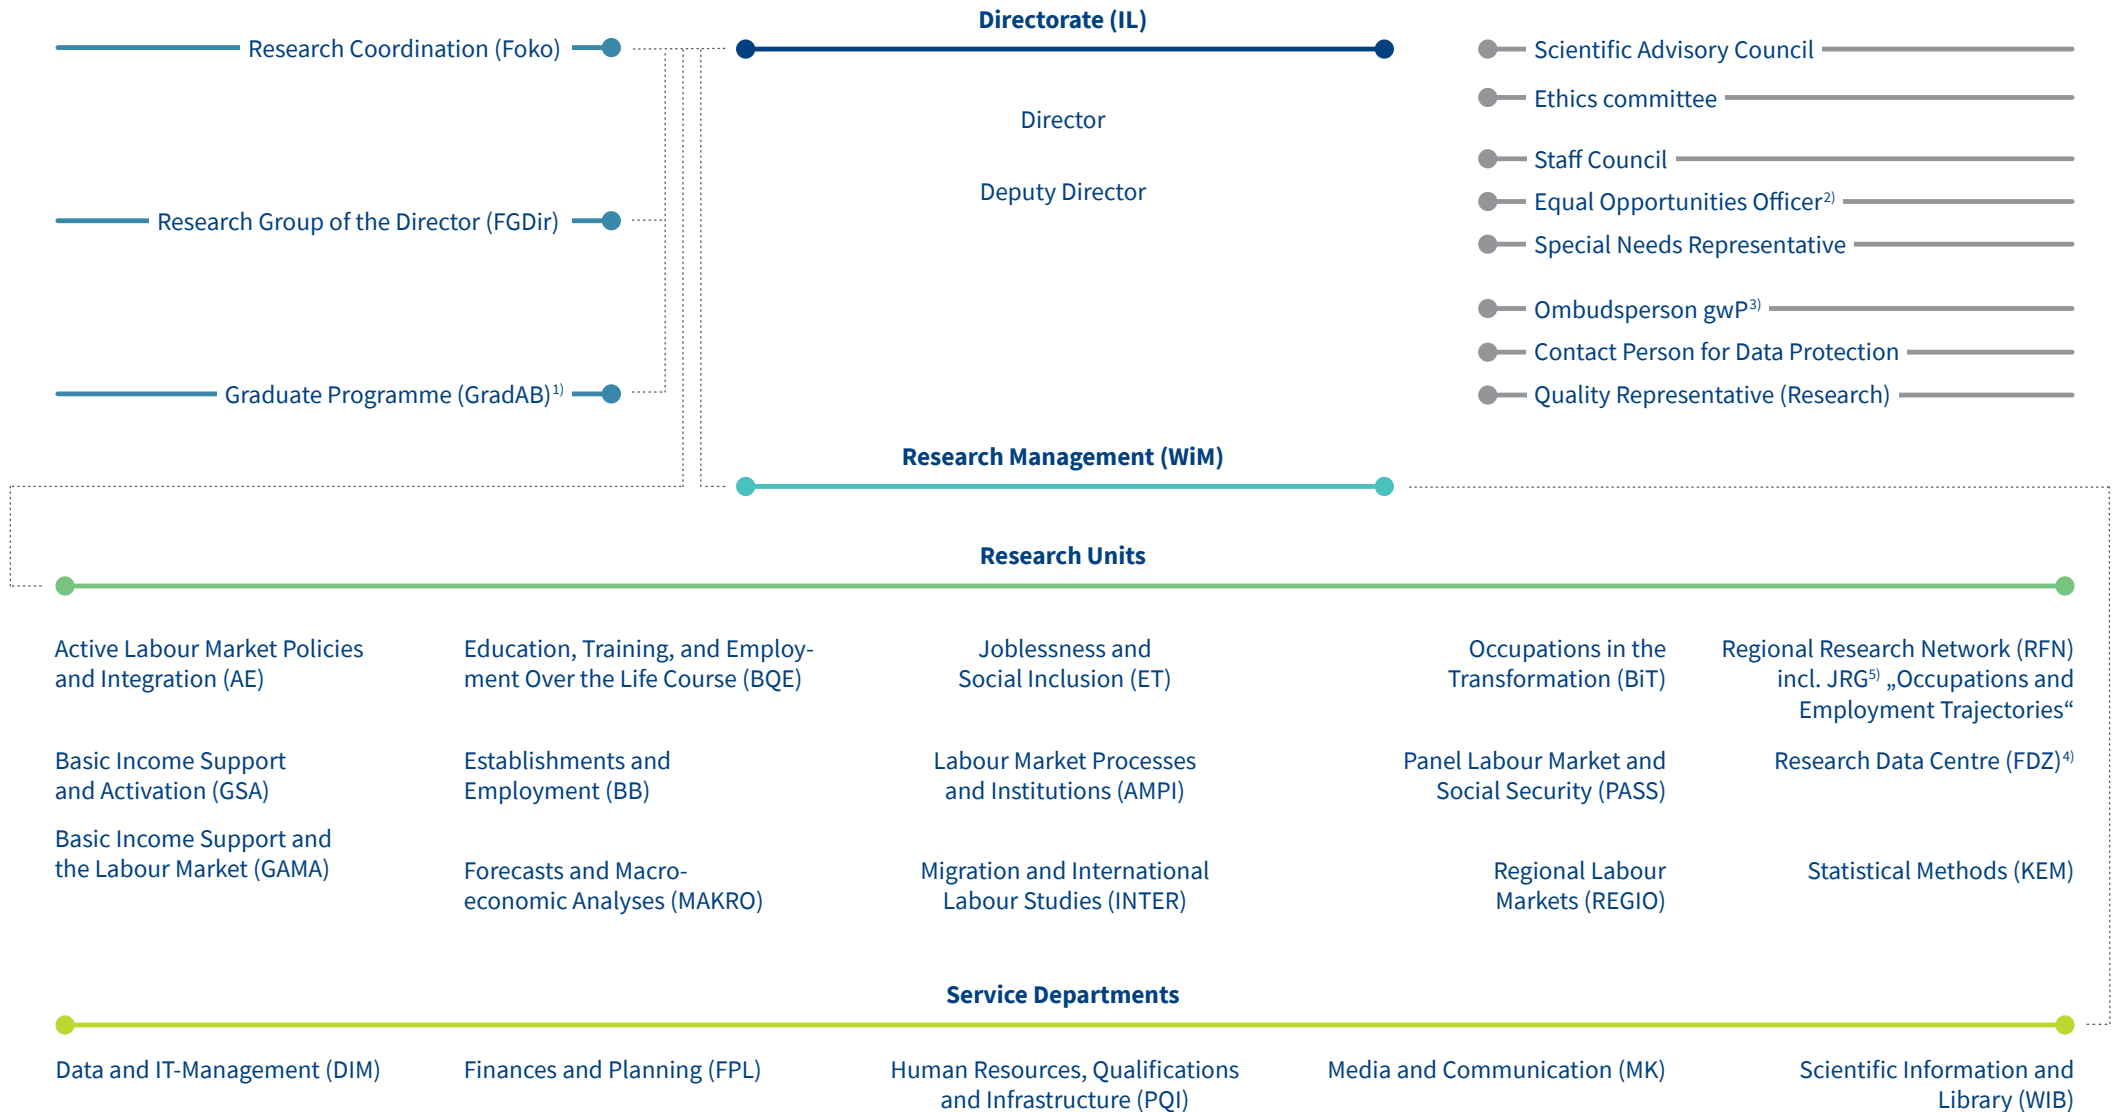 Directorate (IL)
Research Coordination (Foko)
Research Group of the Director (FGDir)
Graduate Programme (GradAB)1)
Director
Deputy Director
Scientific Advisory Council
Ethics committee
Staff Council
Equal Opportunities Officer2)
Special Needs Representative
Ombudsperson gwP3)
Contact Person for Data Protection
Quality Representative (Research)
Research Management (WiM)
Research Units
Active Labour Market Policies
and Integration (AE)
Basic Income Support
and Activation (GSA)
Basic Income Support and
the Labour Market (GAMA)
Education, Training, and Employ-
ment Over the Life Course (BQE)
Establishments and
Employment (BB)
Forecasts and Macro-
economic Analyses (MAKRO)
Joblessness and
Social Inclusion (ET)
Labour Market Processes
and Institutions (AMPI)
Migration and International
Labour Studies (INTER)
Occupations in the
Transformation (BiT)
Panel Labour Market and
Social Security (PASS)
Regional Labour
Markets (REGIO)
Regional Research Network (RFN)
incl. JRG5) „Occupations and
Employment Trajectories“
Research Data Centre (FDZ)4)
Statistical Methods (KEM)
Service Departments
Data and IT-Management (DIM)
Finances and Planning (FPL)
Human Resources, Qualifications
and Infrastructure (PQI)
Media and Communication (MK)
Scientific Information and
Library (WIB)